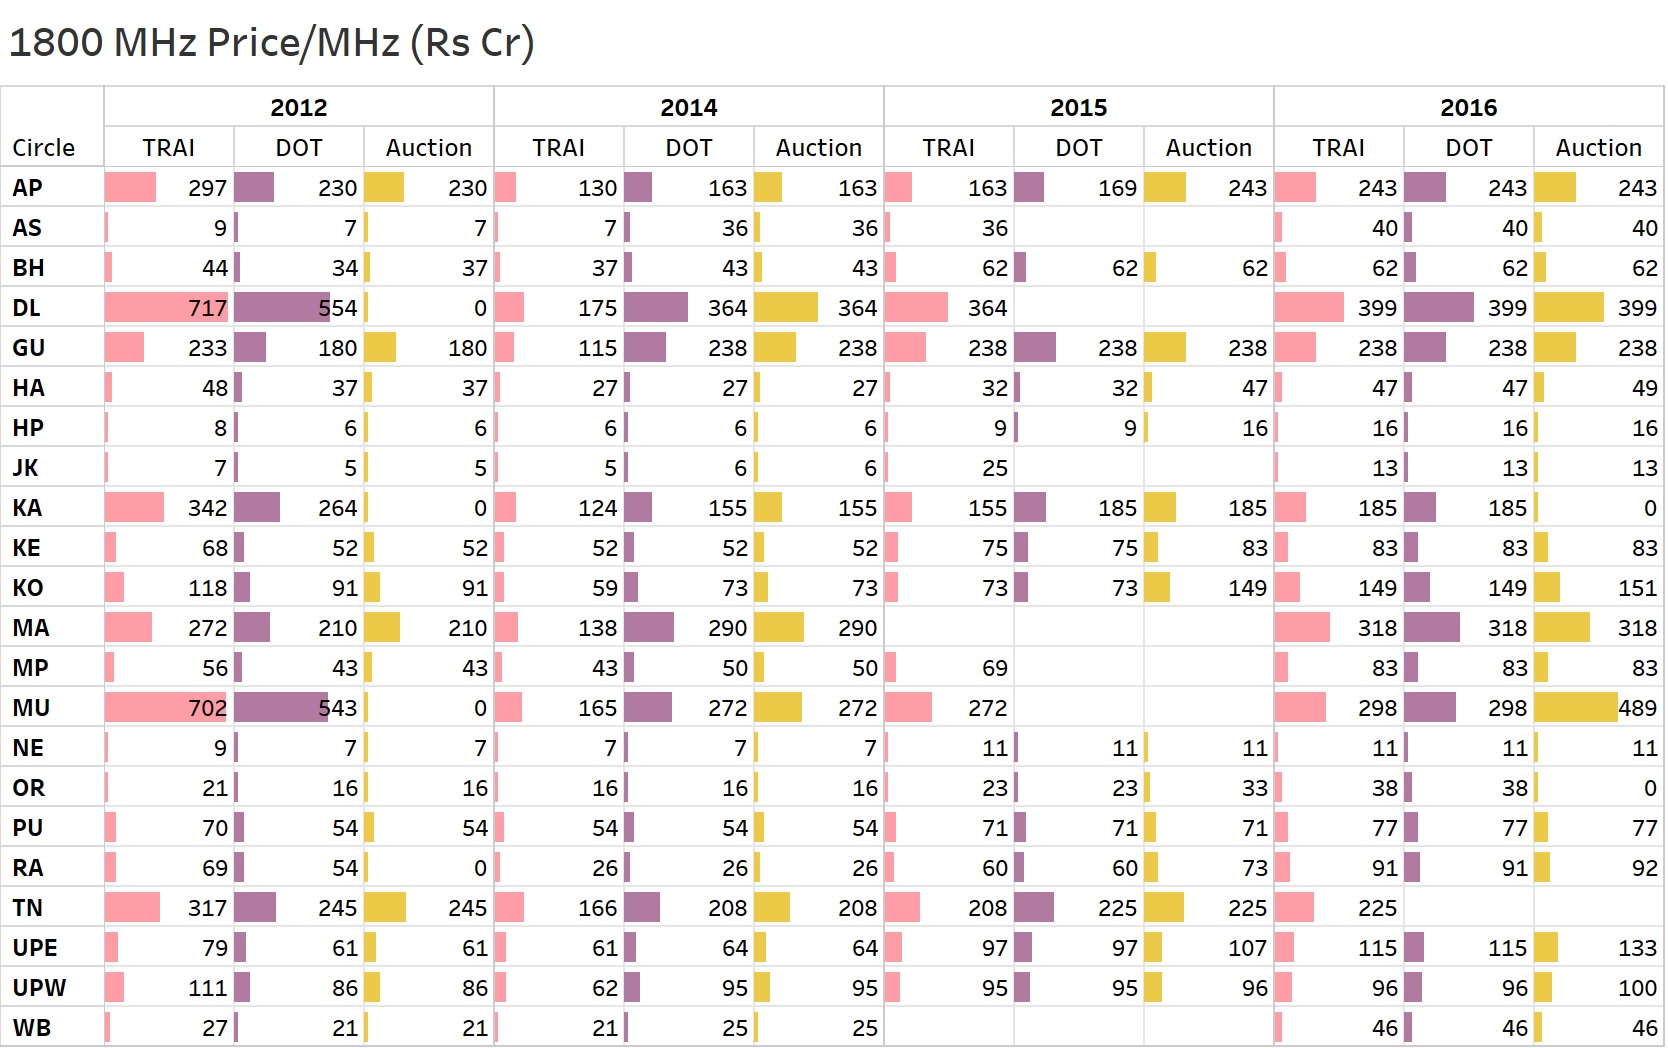 1800 MHz Price/MHz (Rs Cr)
2012 2014 2015 2016
Circle TRAI DOT Auction TRAI DOT Auction TRAI DOT Auction TRAI DOT Auction
AP 297 230 230 130 163 163 163 169 243 243 243 243
AS 9 7 7 7 36 36 36 40 40 40
BH 44 34 37 37 43 43 62 62 62 62 62 62
DL 717 554 0 175 364 364 364 399 399 399
GU 233 180 180 115 238 238 238 238 238 238 238 238
HA 48 37 37 27 27 27 32 32 47 47 47 49
HP 8 6 6 6 6 6 9 9 16 16 16 16
JK 7 5 5 5 6 6 25 13 13 13
KA 342 264 0 124 155 155 155 185 185 185 185 0
KE 68 52 52 52 52 52 75 75 83 83 83 83
KO 118 91 91 59 73 73 73 73 149 149 149 151
MA 272 210 210 138 290 290 318 318 318
MP 56 43 43 43 50 50 69 83 83 83
MU 702 543 0 165 272 272 272 298 298 489
NE 9 7 7 7 7 7 11 11 11 11 11 11
OR 21 16 16 16 16 16 23 23 33 38 38 0
PU 70 54 54 54 54 54 71 71 71 77 77 77
RA 69 54 0 26 26 26 60 60 73 91 91 92
TN 317 245 245 166 208 208 208 225 225 225
UPE 79 61 61 61 64 64 97 97 107 115 115 133
UPW 111 86 86 62 95 95 95 95 96 96 96 100
WB 27 21 21 21 25 25 46 46 46